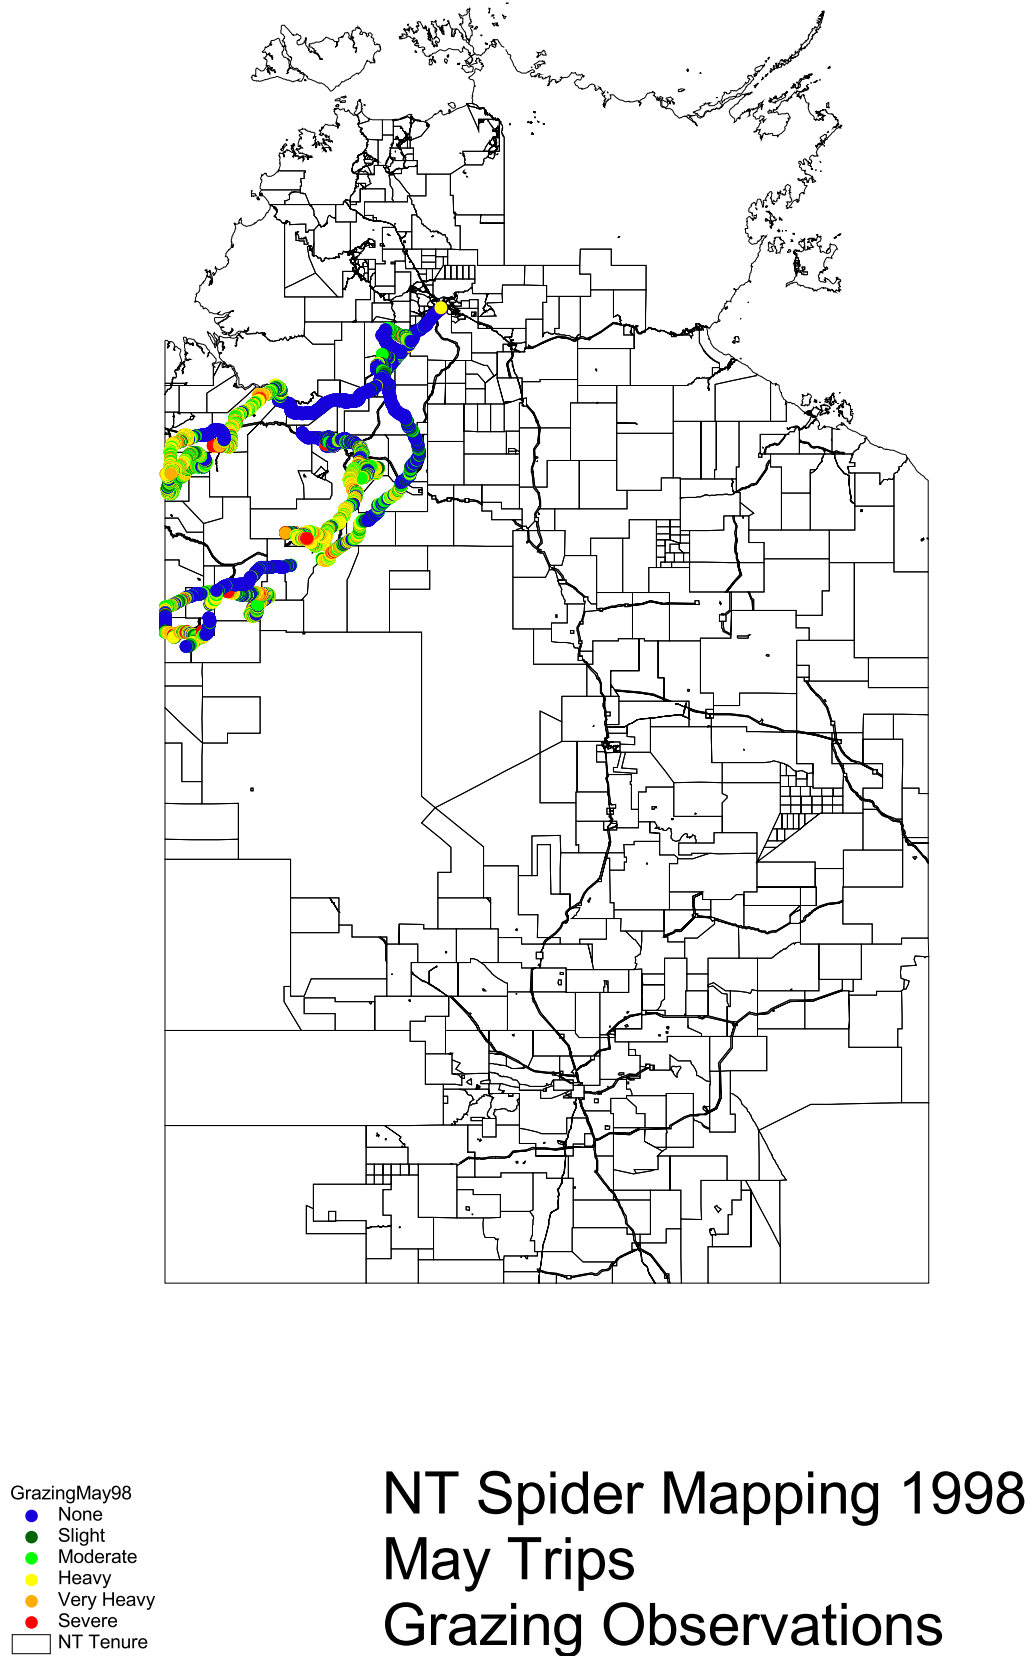 GrazingMay98
None
Slight
Moderate
Heavy
Very Heavy
Severe
NT Tenure
NT Spider Mapping 1998
May Trips
Grazing Observations